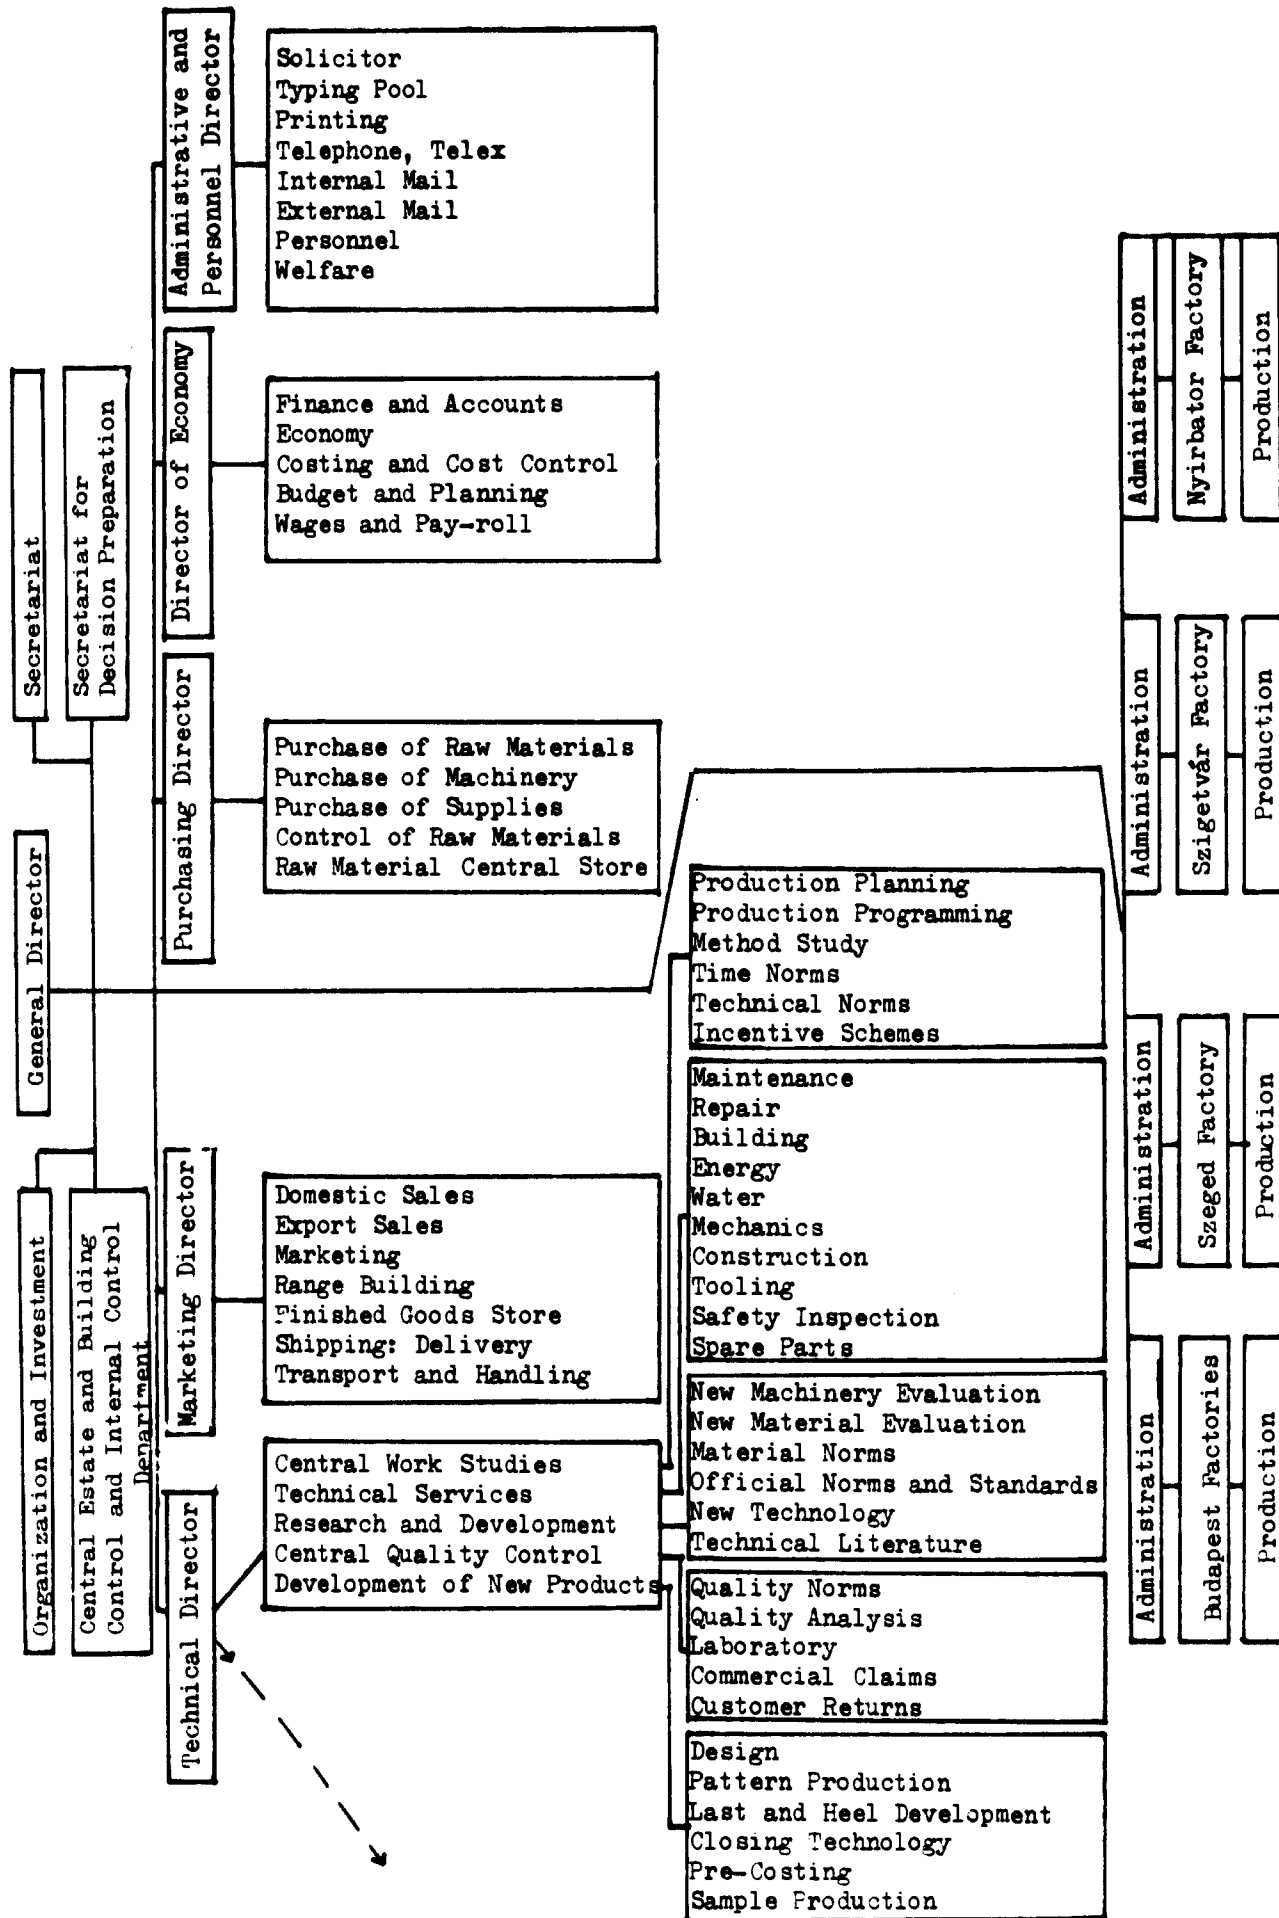 Secretariat
Secretariat for
Decision Preparation
General Director
Organization and Investment
Central Estate and Building
Control and Internal Control
Department
Administrative and
Personnel Director
Solicitor
Typing Pool
Printing
Telephone, Telex
Internal Mail
External Mail
Personnel
Welfare
Director of Economy
Finance and Accounts
Economy
Costing and Cost Control
Budget and Planning
Wages and Pay-roll
Purchasing Director
Purchase of Raw Materials
Purchase of Machinery
Purchase of Supplies
Control of Raw Materials
Raw Material Central Store
Marketing Director
Domestic Sales
Export Sales
Marketing
Range Building
Finished Goods Store
Shipping: Delivery
Transport and Handling
Technical Director
Central Work Studies
Technical Services
Research and Development
Central Quality Control
Development of New Products
Production Planning
Production Programming
Method Study
Time Norms
Technical Norms
Incentive Schemes
Maintenance
Repair
Building
Energy
Water
Mechanics
Construction
Tooling
Safety Inspection
Spare Parts
New Machinery Evaluation
New Material Evaluation
Material Norms
Official Norms and Standards
New Technology
Technical Literature
Quality Norms
Quality Analysis
Laboratory
Commercial Claims
Customer Returns
Design
Pattern Production
Last and Heel Development
Closing Technology
Pre-Costing
Sample Production
Administration
Nyirbator Factory
Production
Administration
Szigetvár Factory
Production
Administration
Szeged Factory
Production
Administration
Budapest Factories
Production